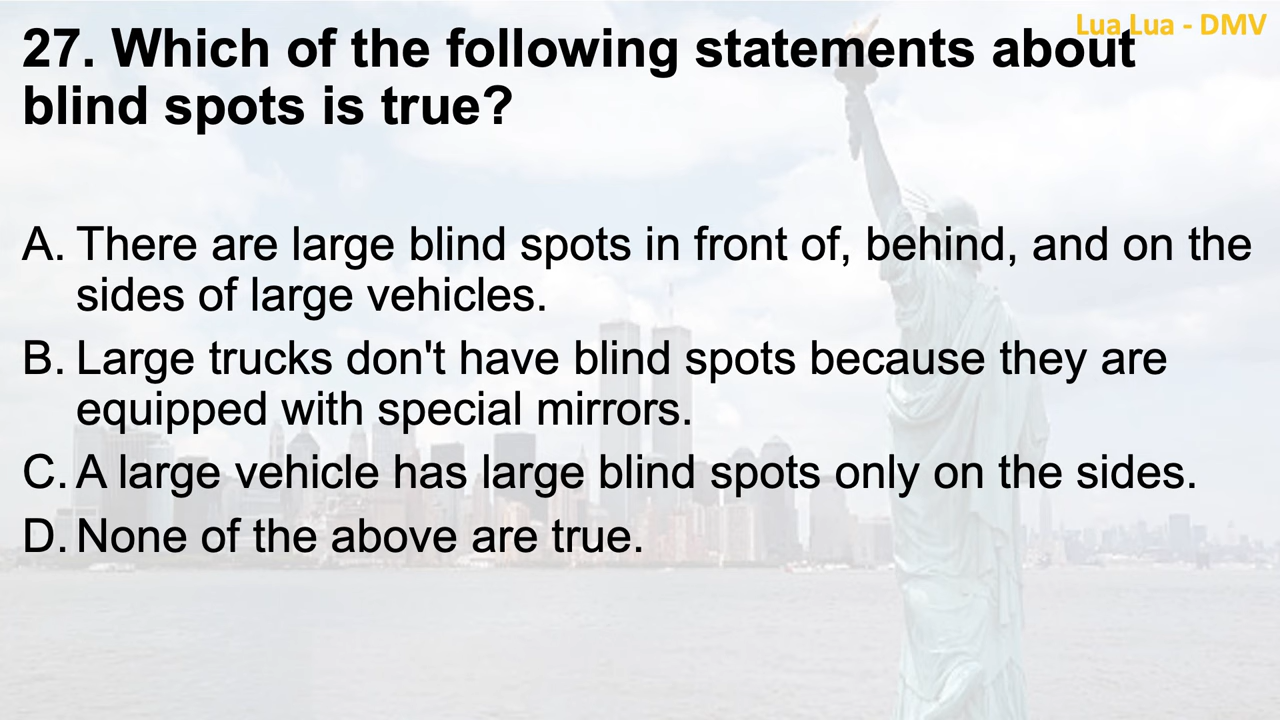 Lua Lua - DMV
27. Which of the following statements about
blind spots is true?
A. There are large blind spots in front of, behind, and on the
sides of large vehicles.
B. Large trucks don't have blind spots because they are
equipped with special mirrors.
C. A large vehicle has large blind spots only on the sides.
D. None of the above are true.